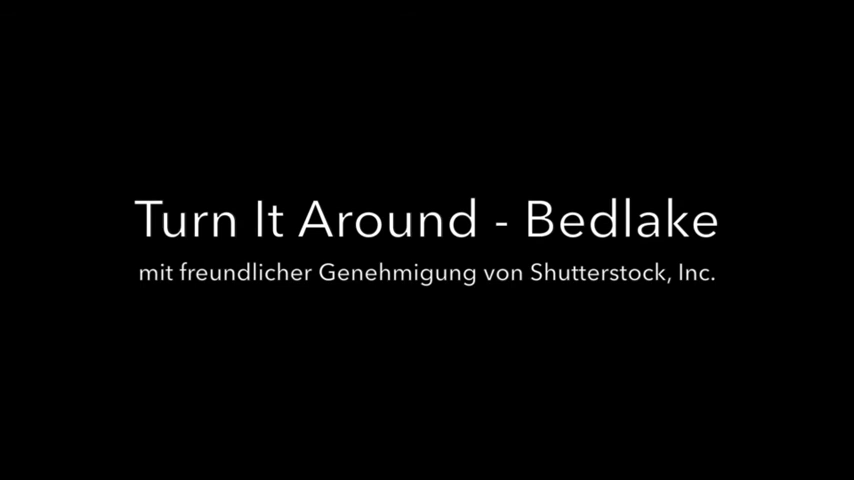 Turn It Around - Bedlake
mit freundlicher Genehmigung von Shutterstock, Inc.